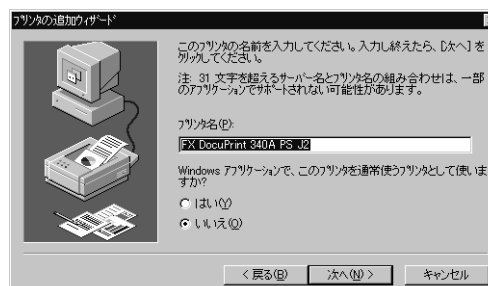 プリンタの追加ウィザード
このプリンタの名前を入力してください。入力し終えたら、[次へ] を
クリックしてください。
注: 31 文字を超えるサーバー名とプリンタ名の組み合わせは、一部
のアプリケーションでサポートされない可能性があります。
プリンタ名(P):
FX DocuPrint 340A PS J2
Windows アプリケーションで、このプリンタを通常使うプリンタとして使いま
すか?
はい(Y)
いいえ(O)
< 戻る(B)
次へ(N) >
キャンセル